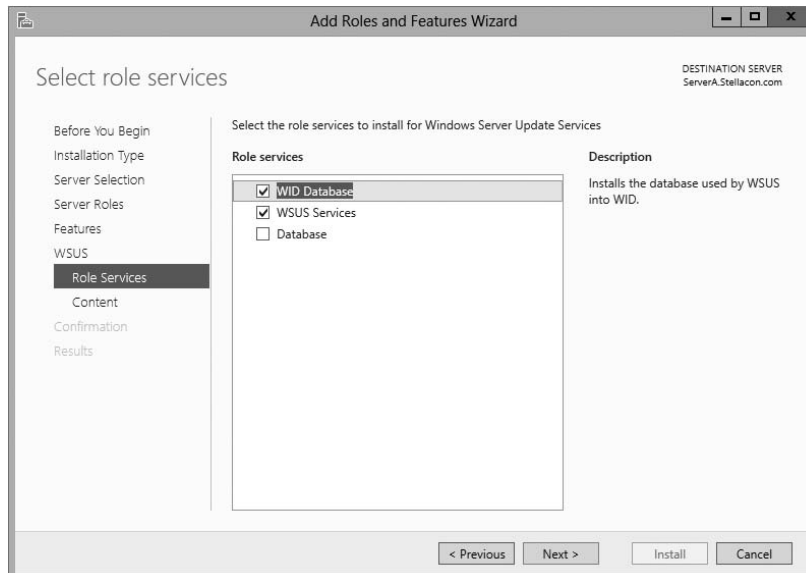 Add Roles and Features Wizard
Select role services
DESTINATION SERVER
ServerA.Stellacon.com
Before You Begin
Installation Type
Server Selection
Server Roles
Features
WSUS
Role Services
Content
Confirmation
Results
Select the role services to install for Windows Server Update Services
Role services
WID Database
WSUS Services
Database
Description
Installs the database used by WSUS
into WID.
< Previous
Next >
Install
Cancel